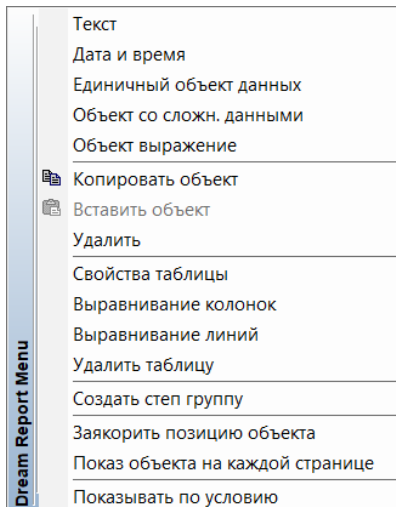 Текст
Дата и время
Единичный объект данных
Объект со сложн. данными
Объект выражение
Копировать объект
Вставить объект
Удалить
Свойства таблицы
Выравнивание колонок
Выравнивание линий
Удалить таблицу
Создать степ группу
Заякорить позицию объекта
Показ объекта на каждой странице
Показывать по условию
Dream Report Menu